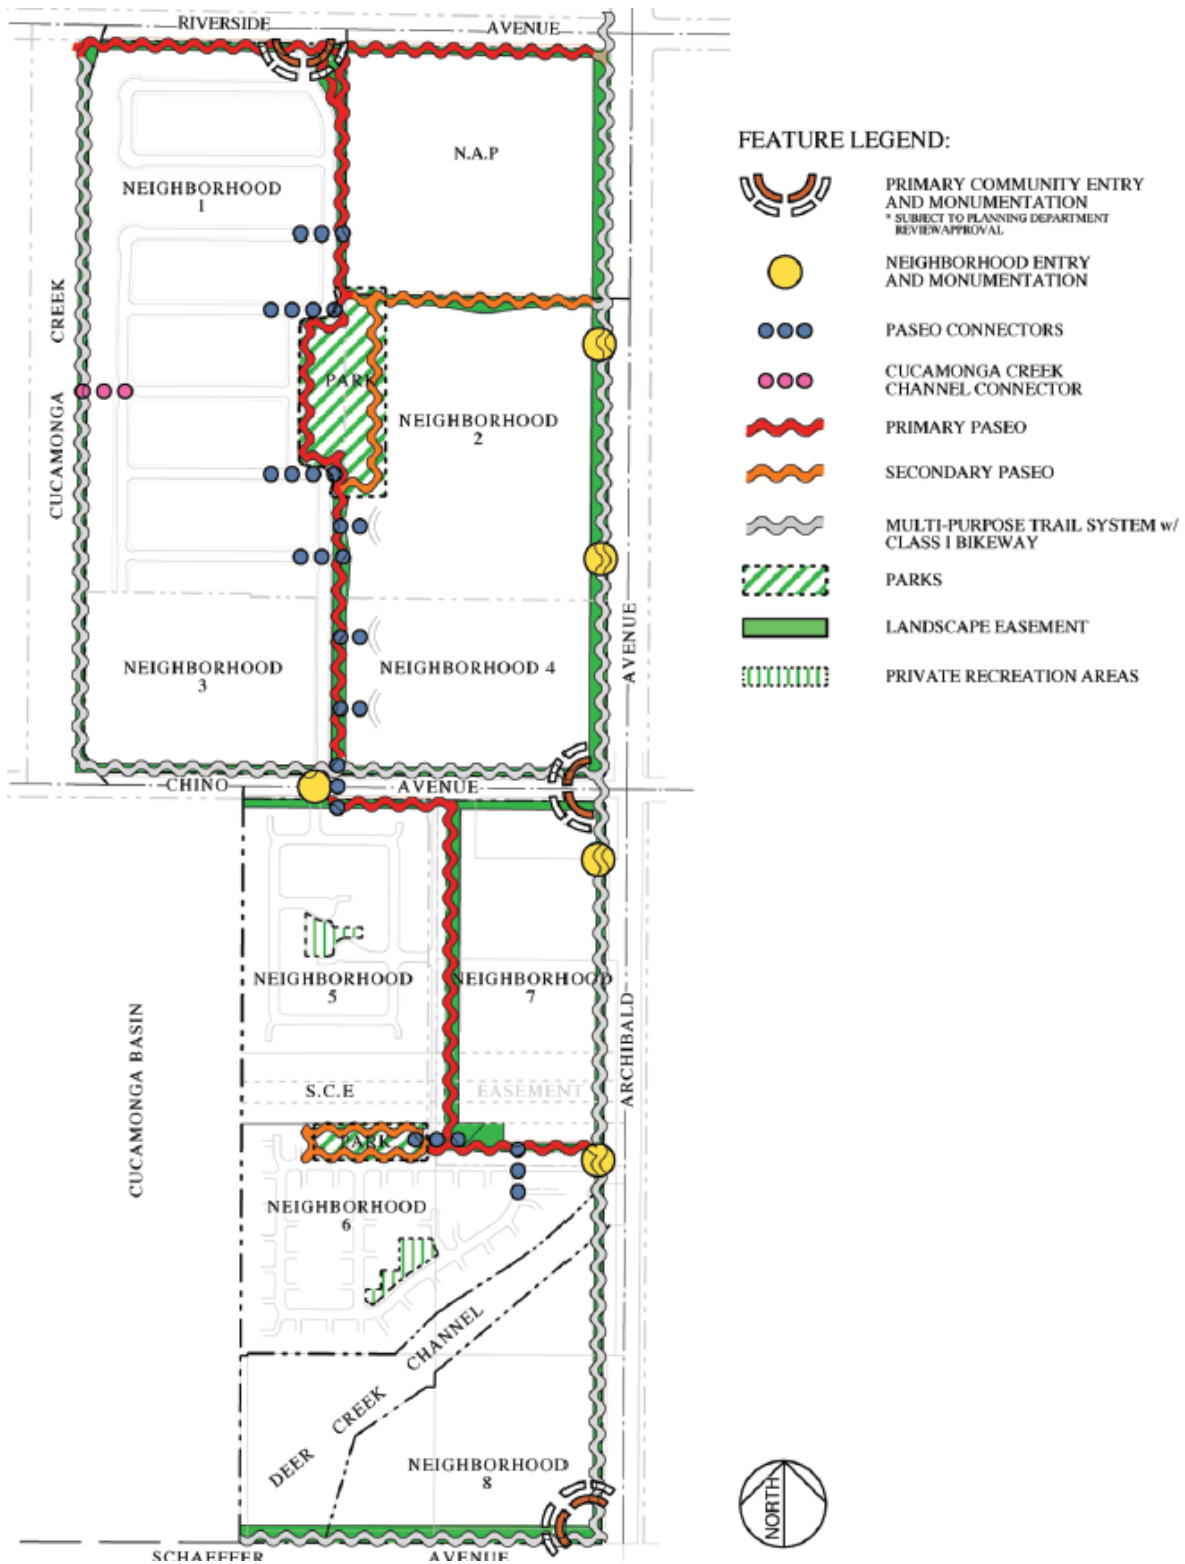 RIVERSIDE
AVENUE
N.A.P
NEIGHBORHOOD
1
CREEK
CUCAMONGA
PARK
NEIGHBORHOOD
2
AVENUE
NEIGHBORHOOD
3
NEIGHBORHOOD 4
CHINO
AVENUE
NEIGHBORHOOD
5
NEIGHBORHOOD
7
CUCAMONGA BASIN
ARCHIBALD
S.C.E
EASEMENT
PARK
NEIGHBORHOOD
6
CHANNEL
CREEK
DEER
NEIGHBORHOOD
8
SCHAEFFER
AVENUE
FEATURE LEGEND:
PRIMARY COMMUNITY ENTRY
AND MONUMENTATION
* SUBJECT TO PLANNING DEPARTMENT
REVIEW/APPROVAL
NEIGHBORHOOD ENTRY
AND MONUMENTATION
PASEO CONNECTORS
CUCAMONGA CREEK
CHANNEL CONNECTOR
PRIMARY PASEO
SECONDARY PASEO
MULTI-PURPOSE TRAIL SYSTEM w/
CLASS I BIKEWAY
PARKS
LANDSCAPE EASEMENT
PRIVATE RECREATION AREAS
NORTH